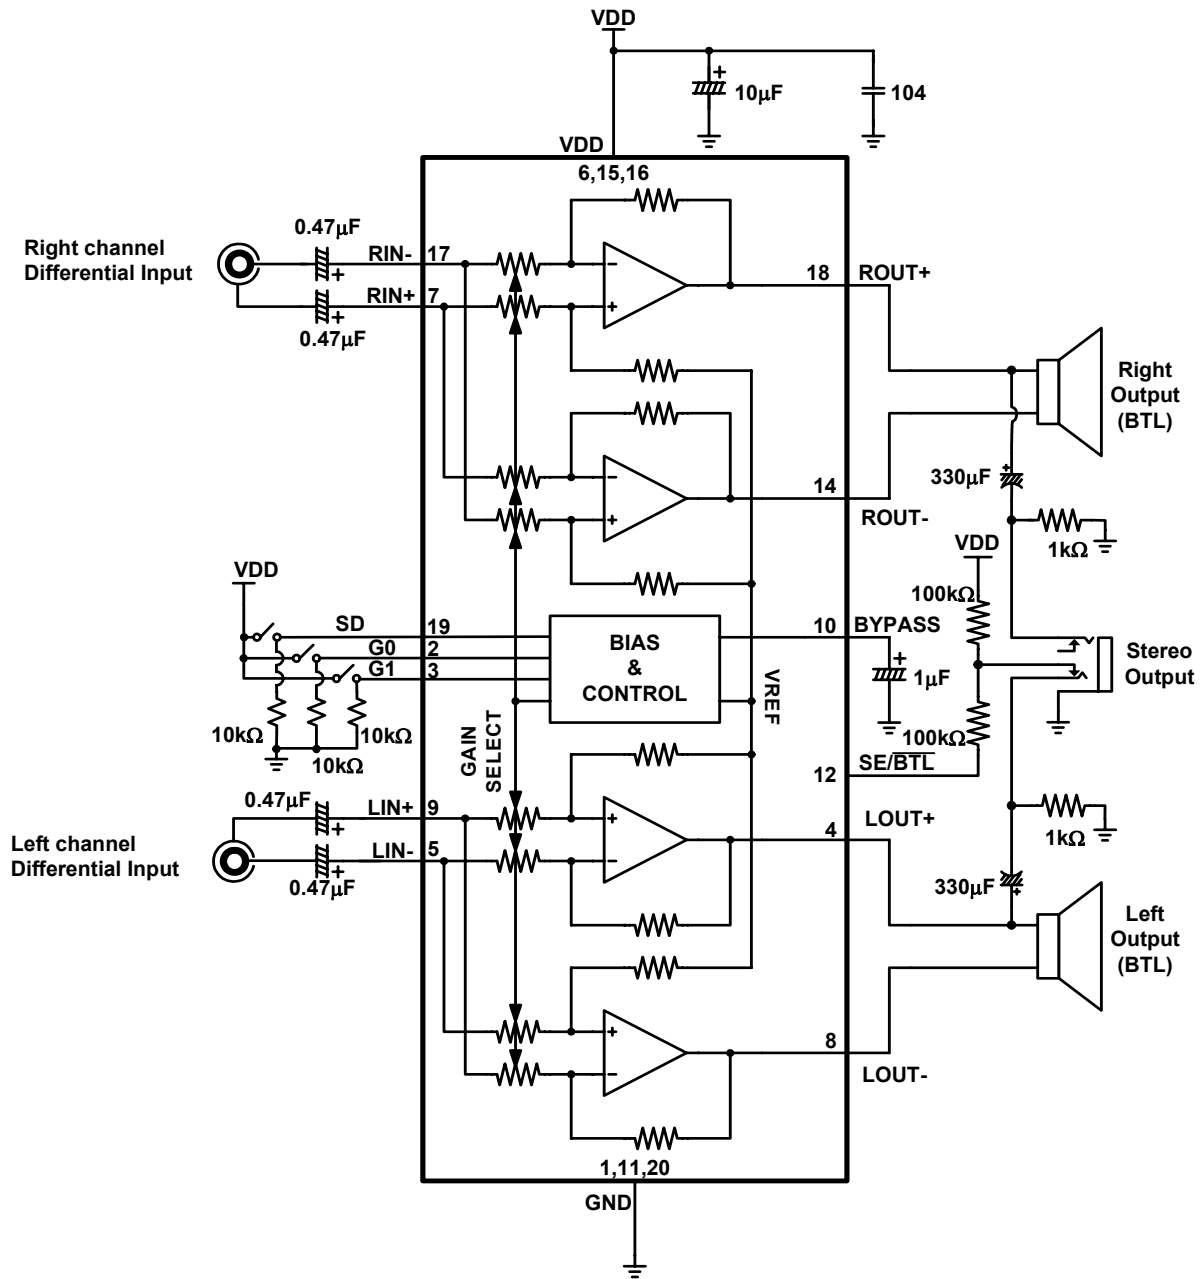 VDD
10μF
104
VDD
6,15,16
0.47μF
Right channel
Differential Input
RIN-
17
RIN+
7
0.47μF
18
ROUT+
Right
Output
(BTL)
330μF
14
ROUT-
1kΩ
VDD
100kΩ
VDD
SD
19
G0
2
G1
3
BIAS
&
CONTROL
10
BYPASS
1μF
VREF
Stereo
Output
10kΩ
10kΩ
10kΩ
GAIN
SELECT
100kΩ
SE/BTL
12
0.47μF
LIN+
9
Left channel
Differential Input
LIN-
5
0.47μF
4
LOUT+
1kΩ
330μF
Left
Output
(BTL)
8
LOUT-
1,11,20
GND